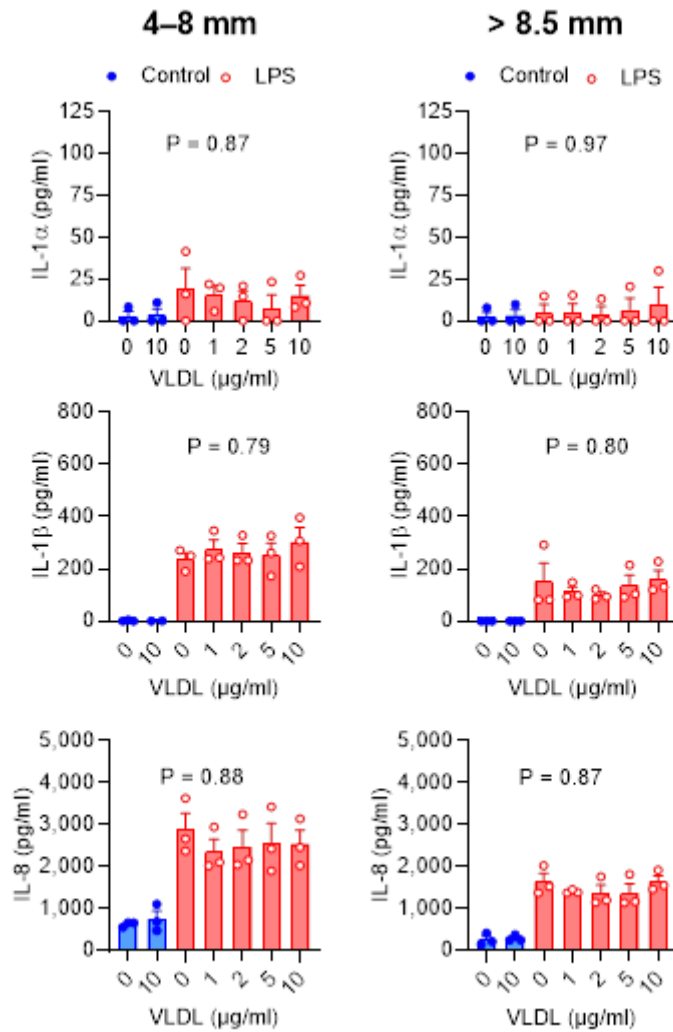 4–8 mm
> 8.5 mm
Control LPS
Control LPS
IL-1α (pg/ml)
125
100
75
50
25
0
P = 0.87
0 10 0 1 2 5 10
VLDL (µg/ml)
IL-1α (pg/ml)
125
100
75
50
25
0
P = 0.97
0 10 0 1 2 5 10
VLDL (µg/ml)
IL-1β (pg/ml)
800
600
400
200
0
P = 0.79
0 10 0 1 2 5 10
VLDL (µg/ml)
IL-1β (pg/ml)
800
600
400
200
0
P = 0.80
0 10 0 1 2 5 10
VLDL (µg/ml)
IL-8 (pg/ml)
5,000
4,000
3,000
2,000
1,000
0
P = 0.88
0 10 0 1 2 5 10
VLDL (µg/ml)
IL-8 (pg/ml)
5,000
4,000
3,000
2,000
1,000
0
P = 0.87
0 10 0 1 2 5 10
VLDL (µg/ml)